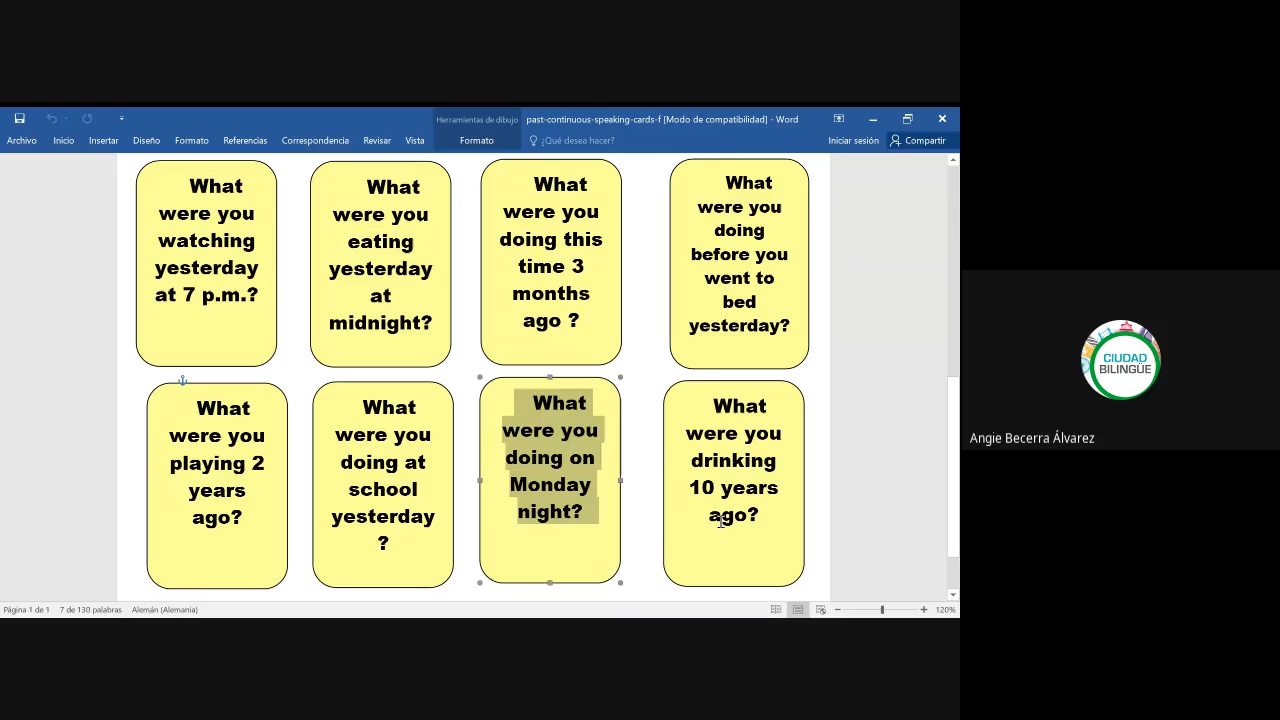 Herramientas de dibujo
past-continuous-speaking-cards-f [Modo de compatibilidad] - Word
Archivo Inicio Insertar Diseño Formato Referencias Correspondencia Revisar Vista Formato ¿Qué desea hacer? Iniciar sesión Compartir
What
were you
watching
yesterday
at 7 p.m.?
What
were you
eating
yesterday
at
midnight?
What
were you
doing this
time 3
months
ago ?
What
were you
doing
before you
went to
bed
yesterday?
What
were you
playing 2
years
ago?
What
were you
doing at
school
yesterday
?
What
were you
doing on
Monday
night?
What
were you
drinking
10 years
ago?
Página 1 de 1 7 de 130 palabras Alemán (Alemania) 120%
CIUDAD
BILINGÜE
Angie Becerra Álvarez